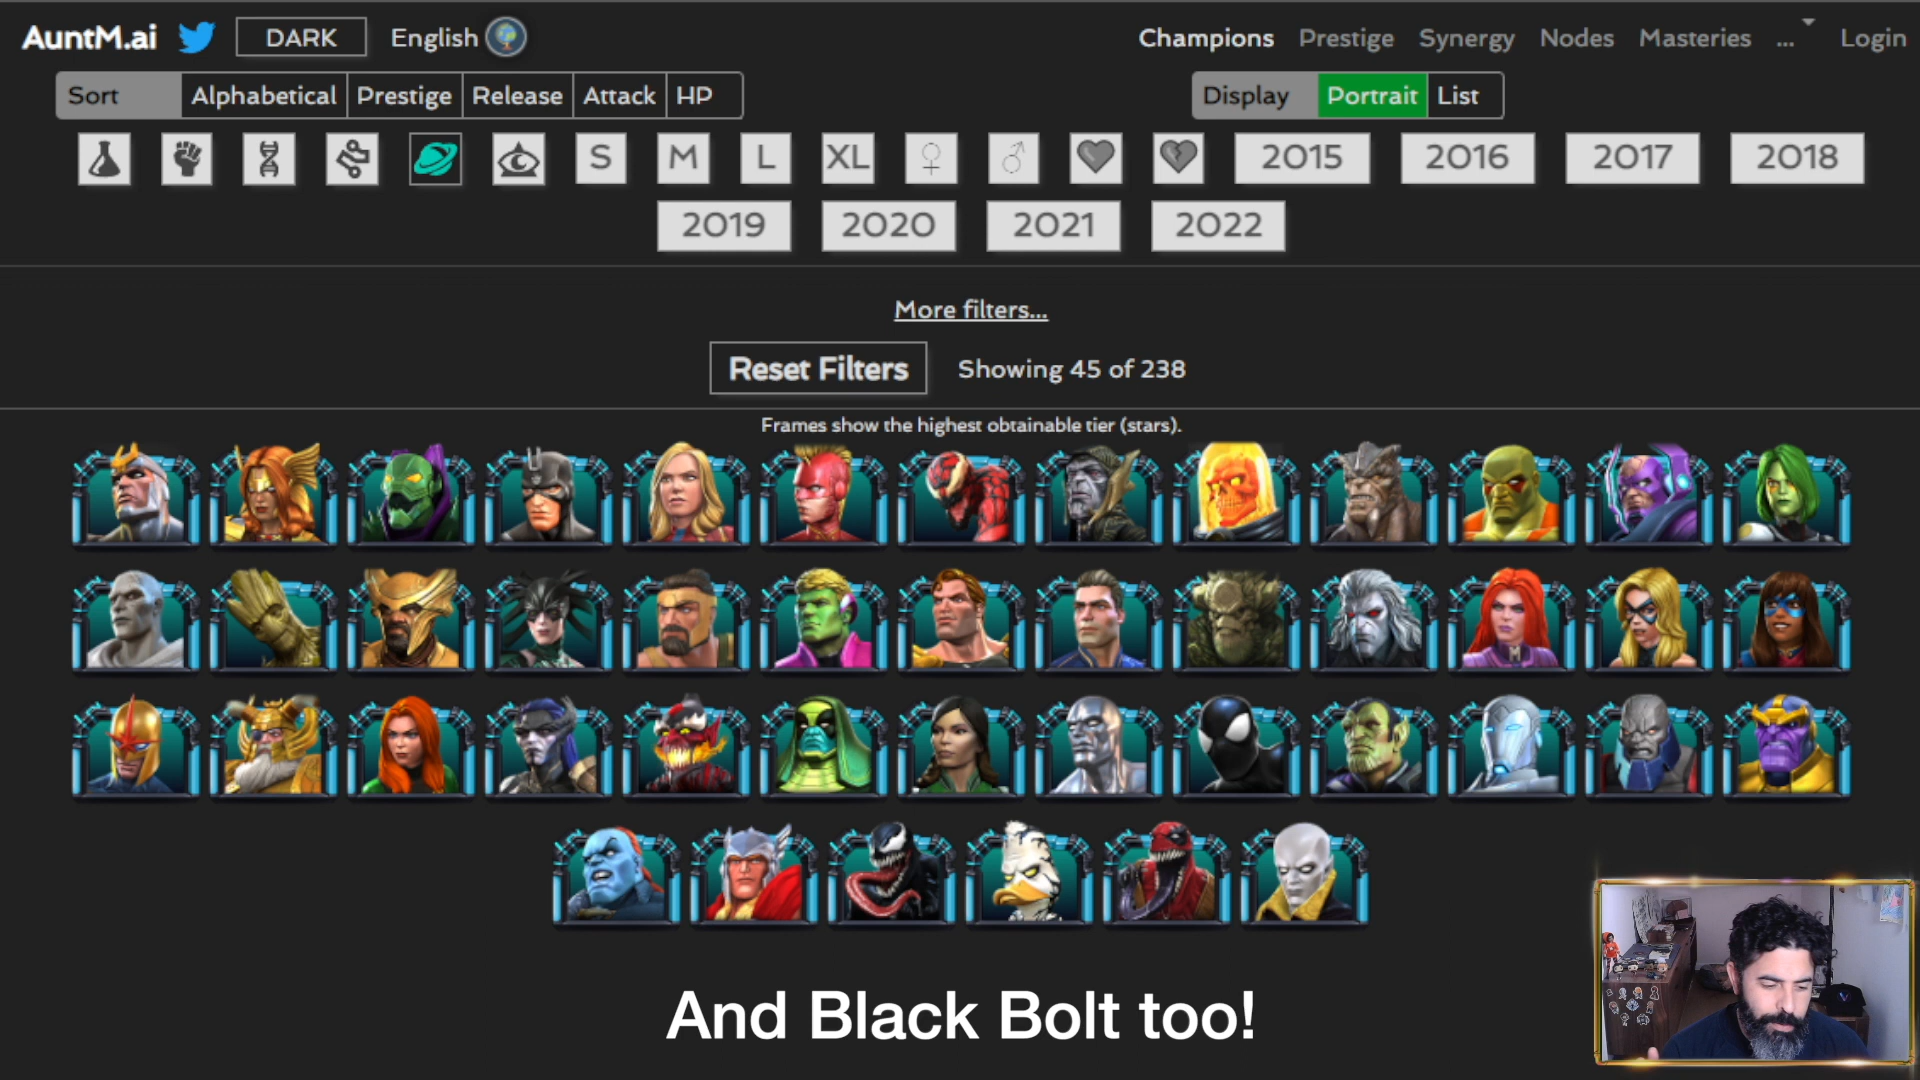 AuntM.ai DARK English Champions Prestige Synergy Nodes Masteries ... Login
Sort Alphabetical Prestige Release Attack HP Display Portrait List
S M L XL 2015 2016 2017 2018
2019 2020 2021 2022
More filters...
Reset Filters Showing 45 of 238
Frames show the highest obtainable tier (stars).
And Black Bolt too!